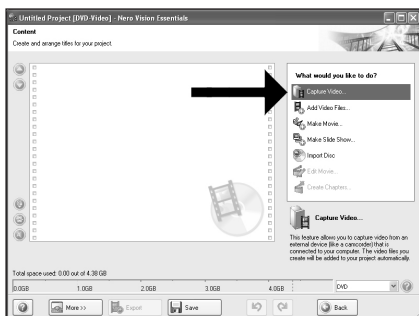 Untitled Project [DVD-Video] - Nero Vision Essentials
Content
Create and arrange titles for your project.
What would you like to do?
Capture Video...
Add Video Files...
Make Movie...
Make Slide Show...
Import Disc
Edit Movie...
Create Chapters...
Capture Video...
This feature allows you to capture video from an
external device (like a camcorder) that is
connected to your computer. The video files you
create will be added to your project automatically.
Total space used: 0.00 out of 4.38 GB
0.0GB 1.0GB 2.0GB 3.0GB 4.0GB DVD
More >> Export Save Back